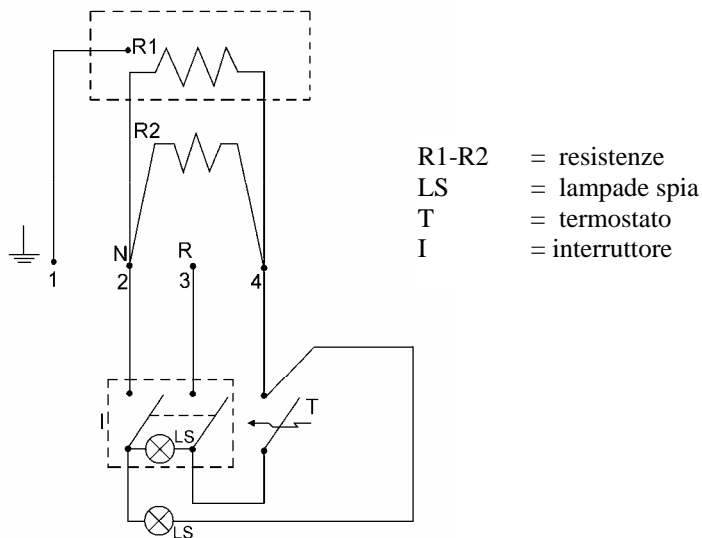 R1
R2
N R
1 2 3 4
I LS T
LS
R1-R2 = resistenze
LS = lampade spia
T = termostato
I = interruttore